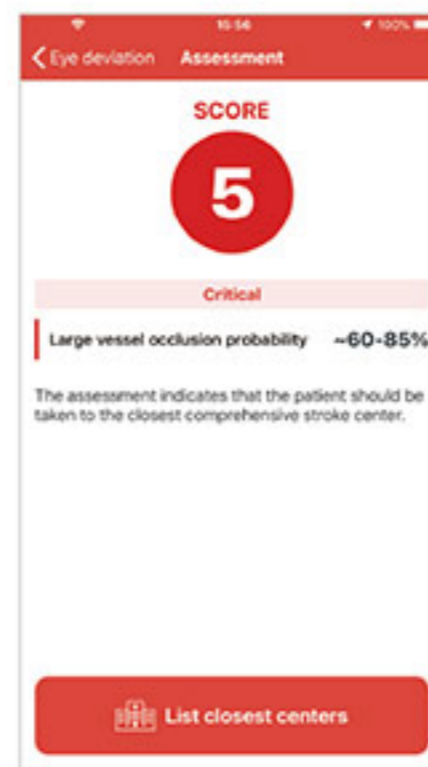 10:56
100%
Eye deviation Assessment
SCORE
5
Critical
Large vessel occlusion probability ~60-85%
The assessment indicates that the patient should be
taken to the closest comprehensive stroke center.
List closest centers